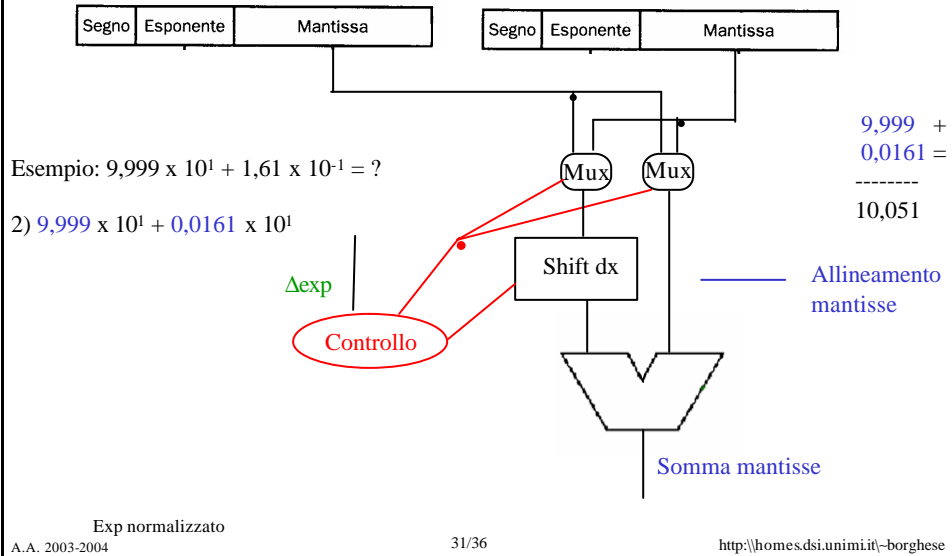 Segno Esponente Mantissa
Segno Esponente Mantissa
9,999 +
0,0161 =
--------
10,051
Esempio: 9,999 x 10¹ + 1,61 x 10⁻¹ = ?
Mux
Mux
2) 9,999 x 10¹ + 0,0161 x 10¹
Shift dx
Δexp
Allineamento
mantisse
Controllo
Somma mantisse
Exp normalizzato
A.A. 2003-2004
31/36
http:\\homes.dsi.unimi.it\~borghese